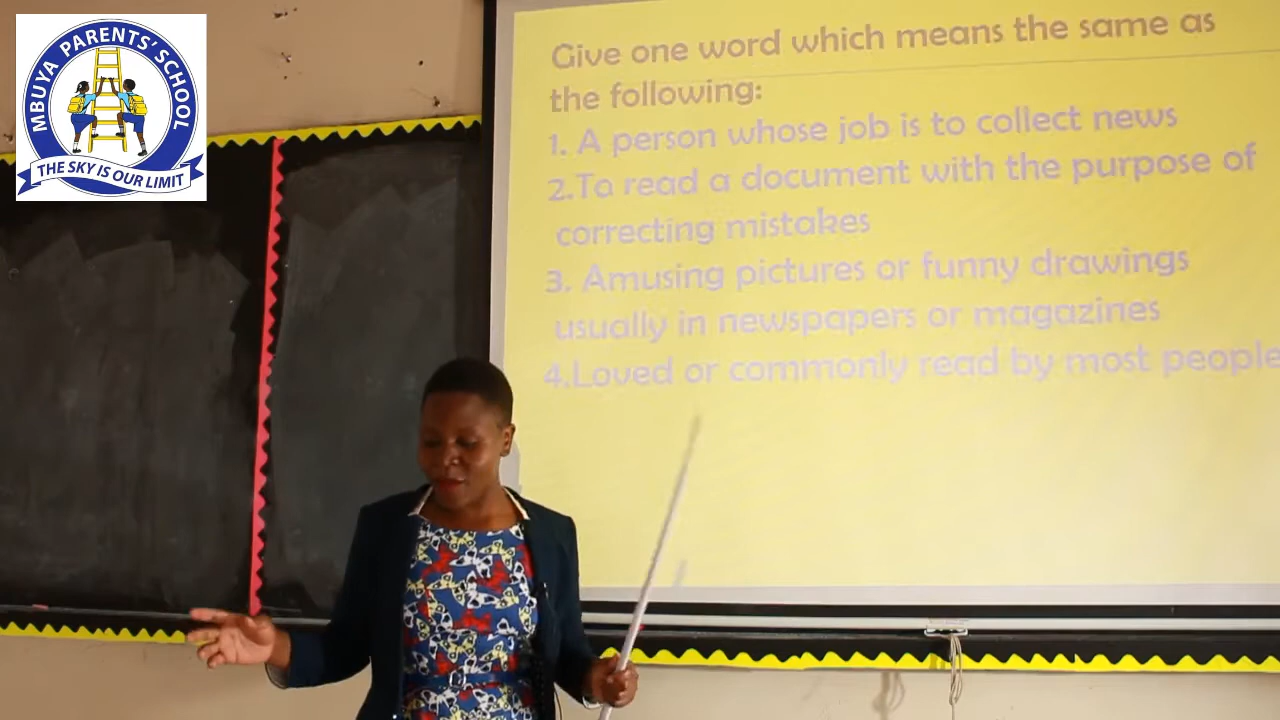 MBUYA PARENTS' SCHOOL
THE SKY IS OUR LIMIT
Give one word which means the same as
the following:
1. A person whose job is to collect news
2.To read a document with the purpose of
correcting mistakes
3. Amusing pictures or funny drawings
usually in newspapers or magazines
4.Loved or commonly read by most people